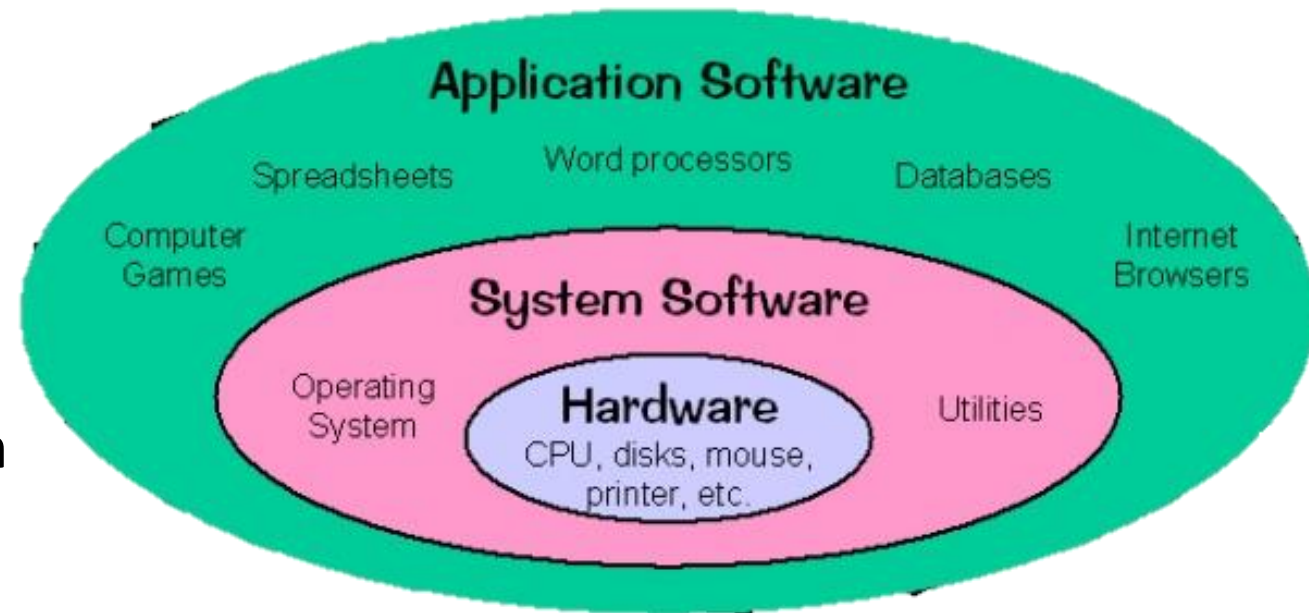 Application Software
Spreadsheets
Word processors
Databases
Computer
Games
Internet
Browsers
System Software
Operating
System
Utilities
Hardware
CPU, disks, mouse,
printer, etc.